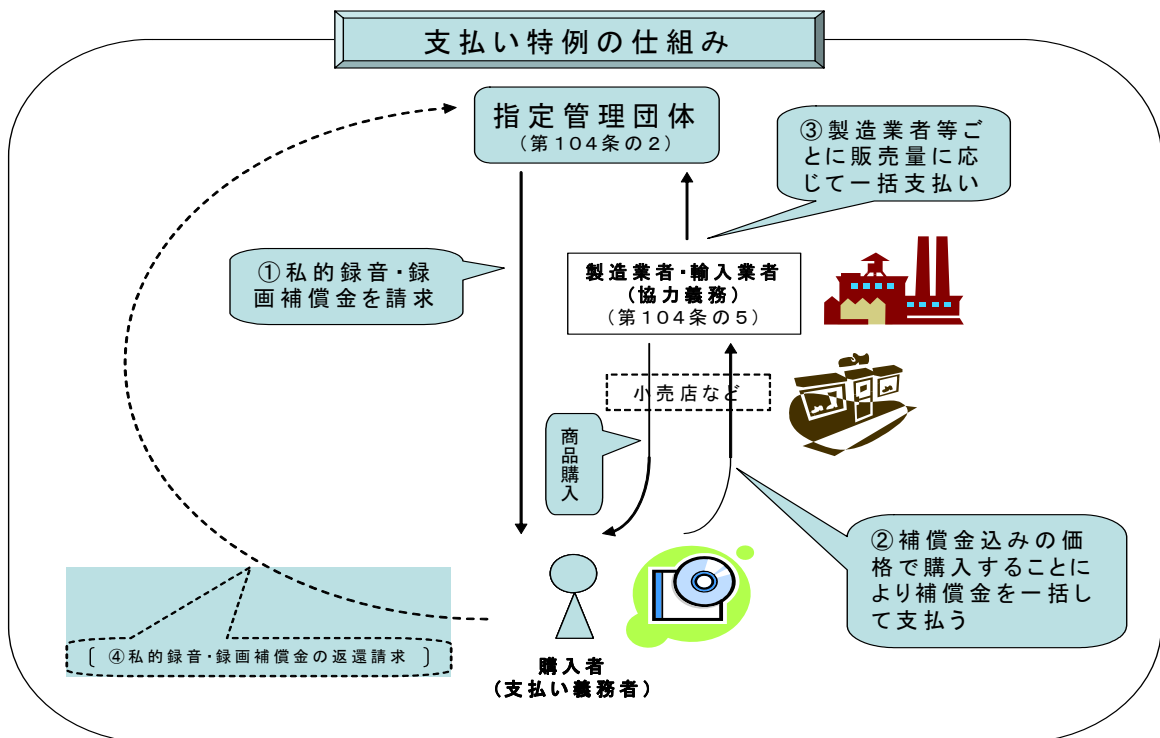 支払い特例の仕組み
指定管理団体
（第１０４条の２）
③製造業者等ご
とに販売量に応
じて一括支払い
①私的録音・録
画補償金を請求
製造業者・輸入業者
（協力義務）
（第１０４条の５）
小売店など
商品購入
②補償金込みの価
格で購入することに
より補償金を一括し
て支払う
〔 ④私的録音・録画補償金の返還請求 〕
購入者
（支払い義務者）